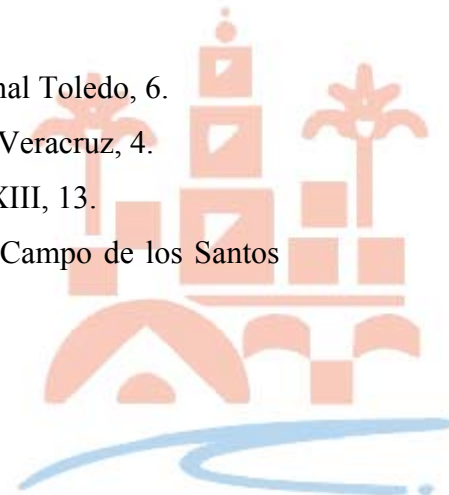 nal Toledo, 6.
Veracruz, 4.
XIII, 13.
Campo de los Santos